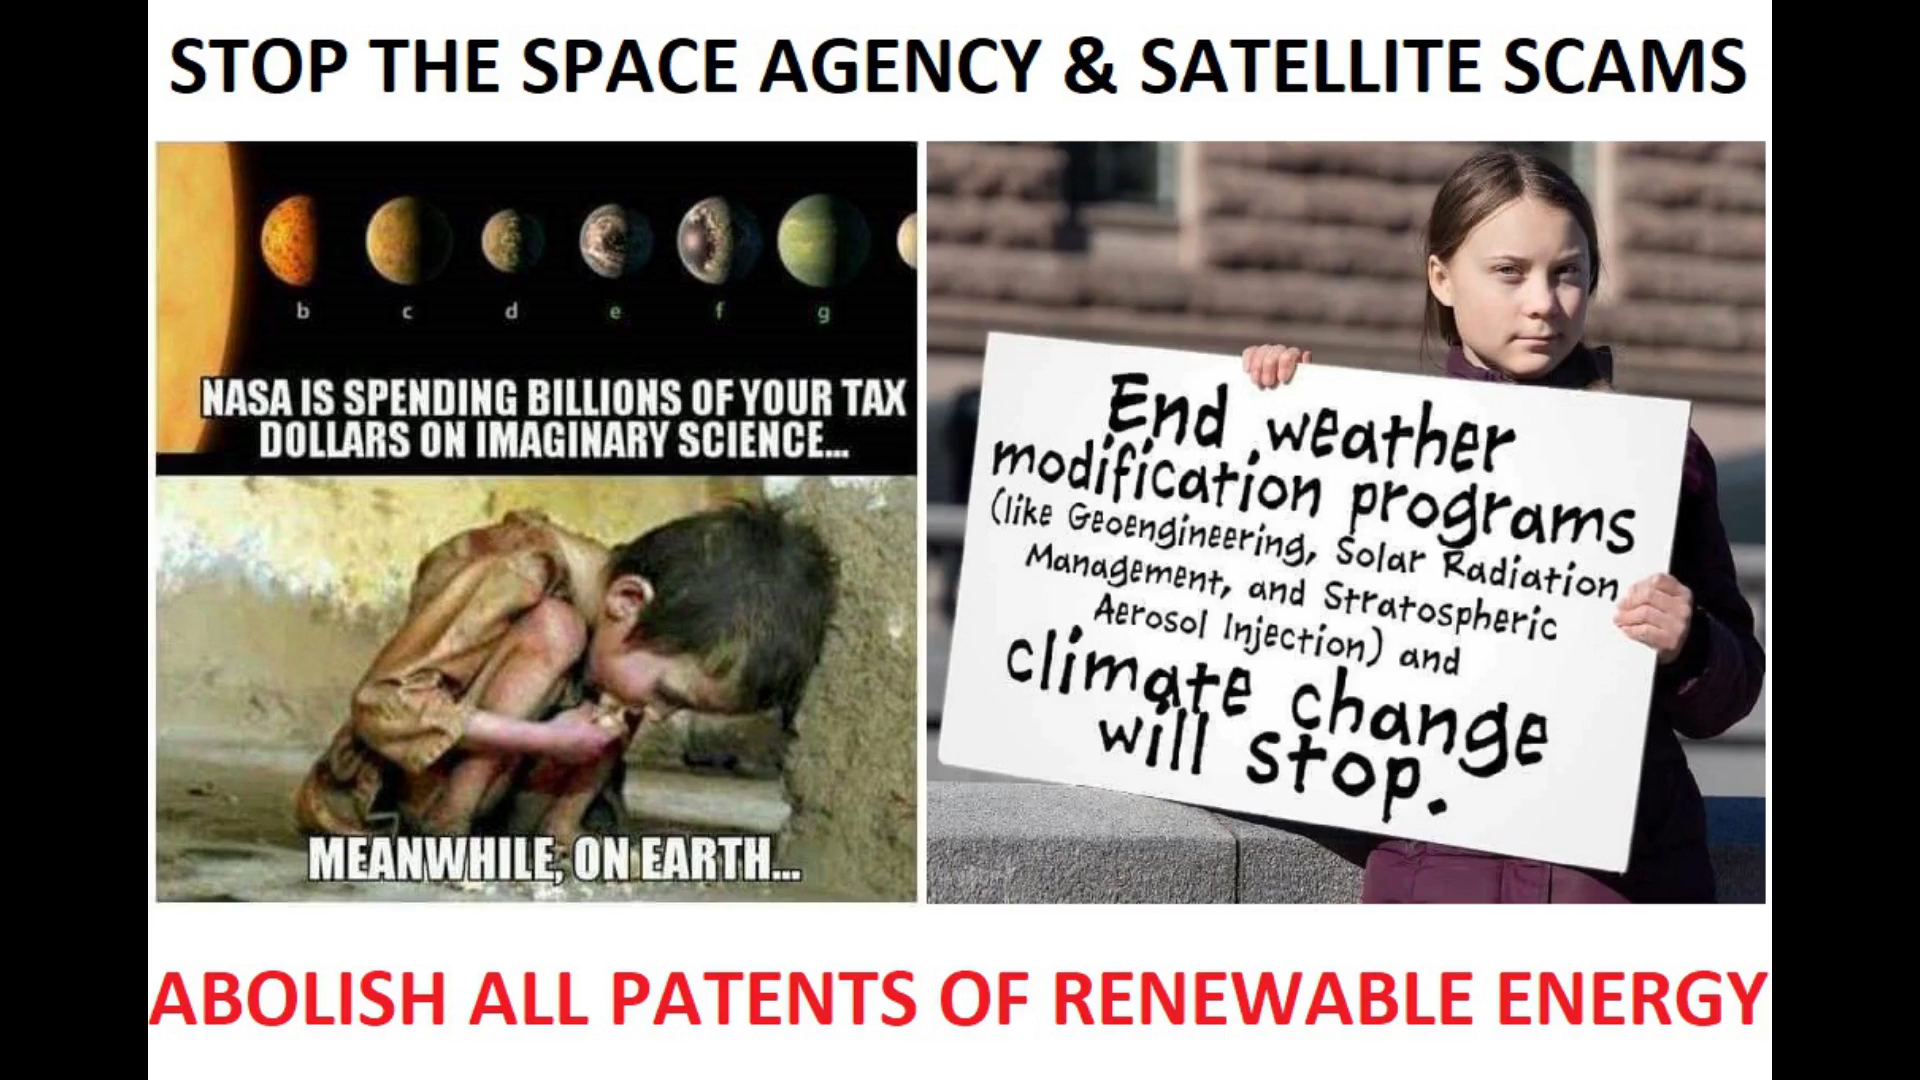 STOP THE SPACE AGENCY & SATELLITE SCAMS
b c d e f g
NASA IS SPENDING BILLIONS OF YOUR TAX
DOLLARS ON IMAGINARY SCIENCE...
MEANWHILE, ON EARTH...
End weather
modification programs
(like Geoengineering, Solar Radiation
Management, and Stratospheric
Aerosol Injection) and
climate change
will stop.
ABOLISH ALL PATENTS OF RENEWABLE ENERGY